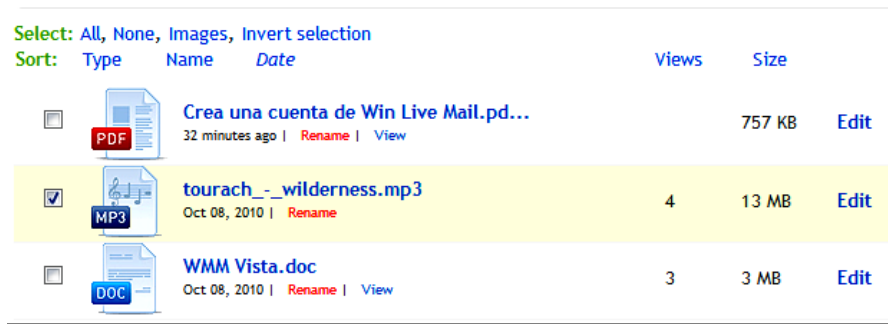 Select: All, None, Images, Invert selection
Sort: Type Name Date Views Size
PDF Crea una cuenta de Win Live Mail.pd... 757 KB Edit
32 minutes ago | Rename | View
MP3 tourach_-_wilderness.mp3 4 13 MB Edit
Oct 08, 2010 | Rename
DOC WMM Vista.doc 3 3 MB Edit
Oct 08, 2010 | Rename | View